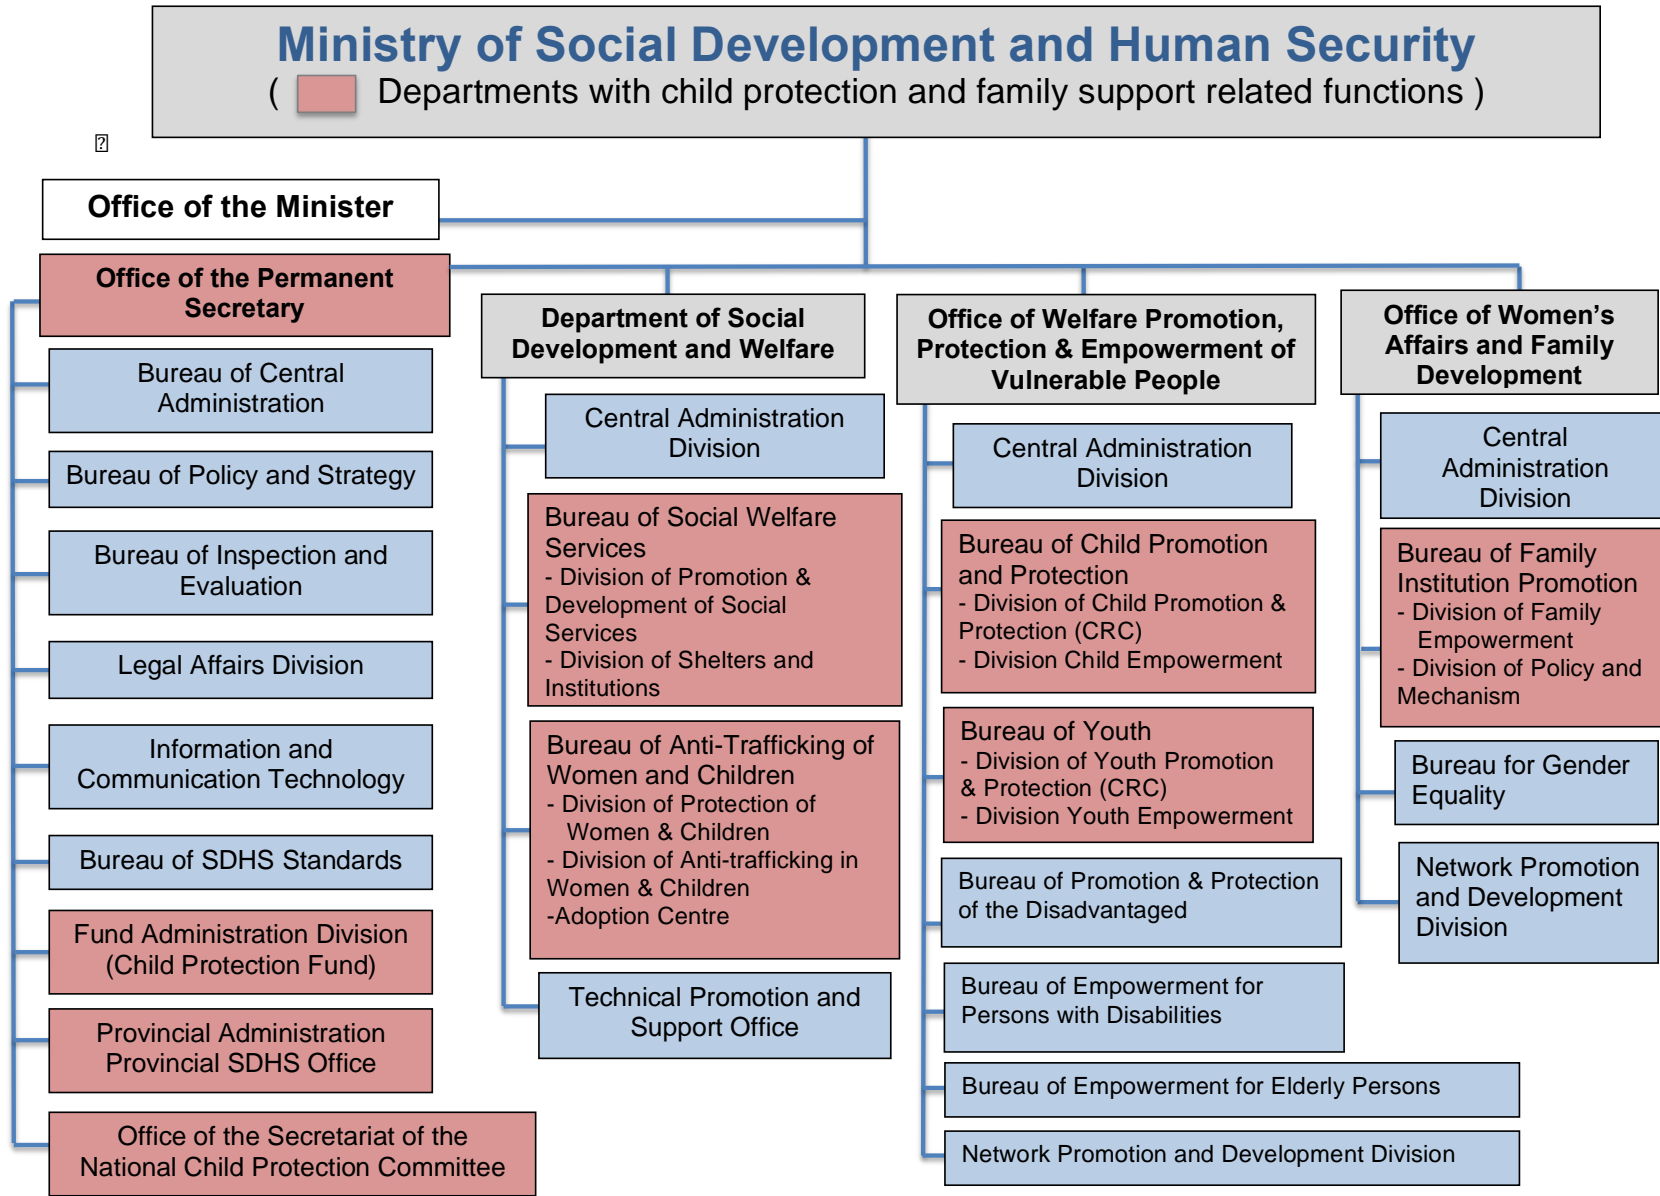 Ministry of Social Development and Human Security
( Departments with child protection and family support related functions )
Office of the Minister
Office of the Permanent
Secretary
Bureau of Central
Administration
Bureau of Policy and Strategy
Bureau of Inspection and
Evaluation
Legal Affairs Division
Information and
Communication Technology
Bureau of SDHS Standards
Fund Administration Division
(Child Protection Fund)
Provincial Administration
Provincial SDHS Office
Office of the Secretariat of the
National Child Protection Committee
Department of Social
Development and Welfare
Central Administration
Division
Bureau of Social Welfare
Services
- Division of Promotion &
Development of Social
Services
- Division of Shelters and
Institutions
Bureau of Anti-Trafficking of
Women and Children
- Division of Protection of
Women & Children
- Division of Anti-trafficking in
Women & Children
-Adoption Centre
Technical Promotion and
Support Office
Office of Welfare Promotion,
Protection & Empowerment of
Vulnerable People
Central Administration
Division
Bureau of Child Promotion
and Protection
- Division of Child Promotion &
Protection (CRC)
- Division Child Empowerment
Bureau of Youth
- Division of Youth Promotion
& Protection (CRC)
- Division Youth Empowerment
Bureau of Promotion & Protection
of the Disadvantaged
Bureau of Empowerment for
Persons with Disabilities
Bureau of Empowerment for Elderly Persons
Network Promotion and Development Division
Office of Women’s
Affairs and Family
Development
Central
Administration
Division
Bureau of Family
Institution Promotion
- Division of Family
Empowerment
- Division of Policy and
Mechanism
Bureau for Gender
Equality
Network Promotion
and Development
Division